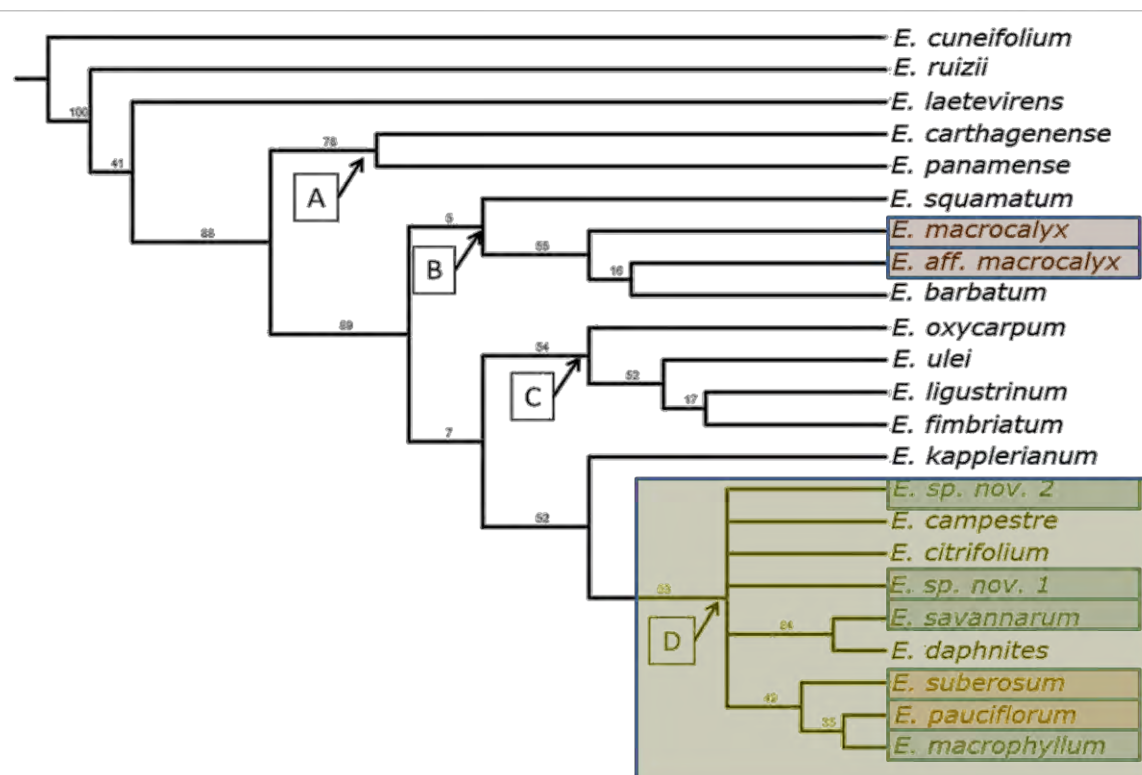 E. cuneifolium
E. ruizii
100
E. laetevirens
41
E. carthagenense
78
E. panamense
A
E. squamatum
5
E. macrocalyx
88
55
B
E. aff. macrocalyx
16
E. barbatum
89
E. oxycarpum
54
E. ulei
52
C
E. ligustrinum
17
E. fimbriatum
7
E. kapplerianum
E. sp. nov. 2
52
E. campestre
E. citrifolium
E. sp. nov. 1
E. savannarum
84
D
E. daphnites
E. suberosum
49
E. pauciflorum
35
E. macrophyllum